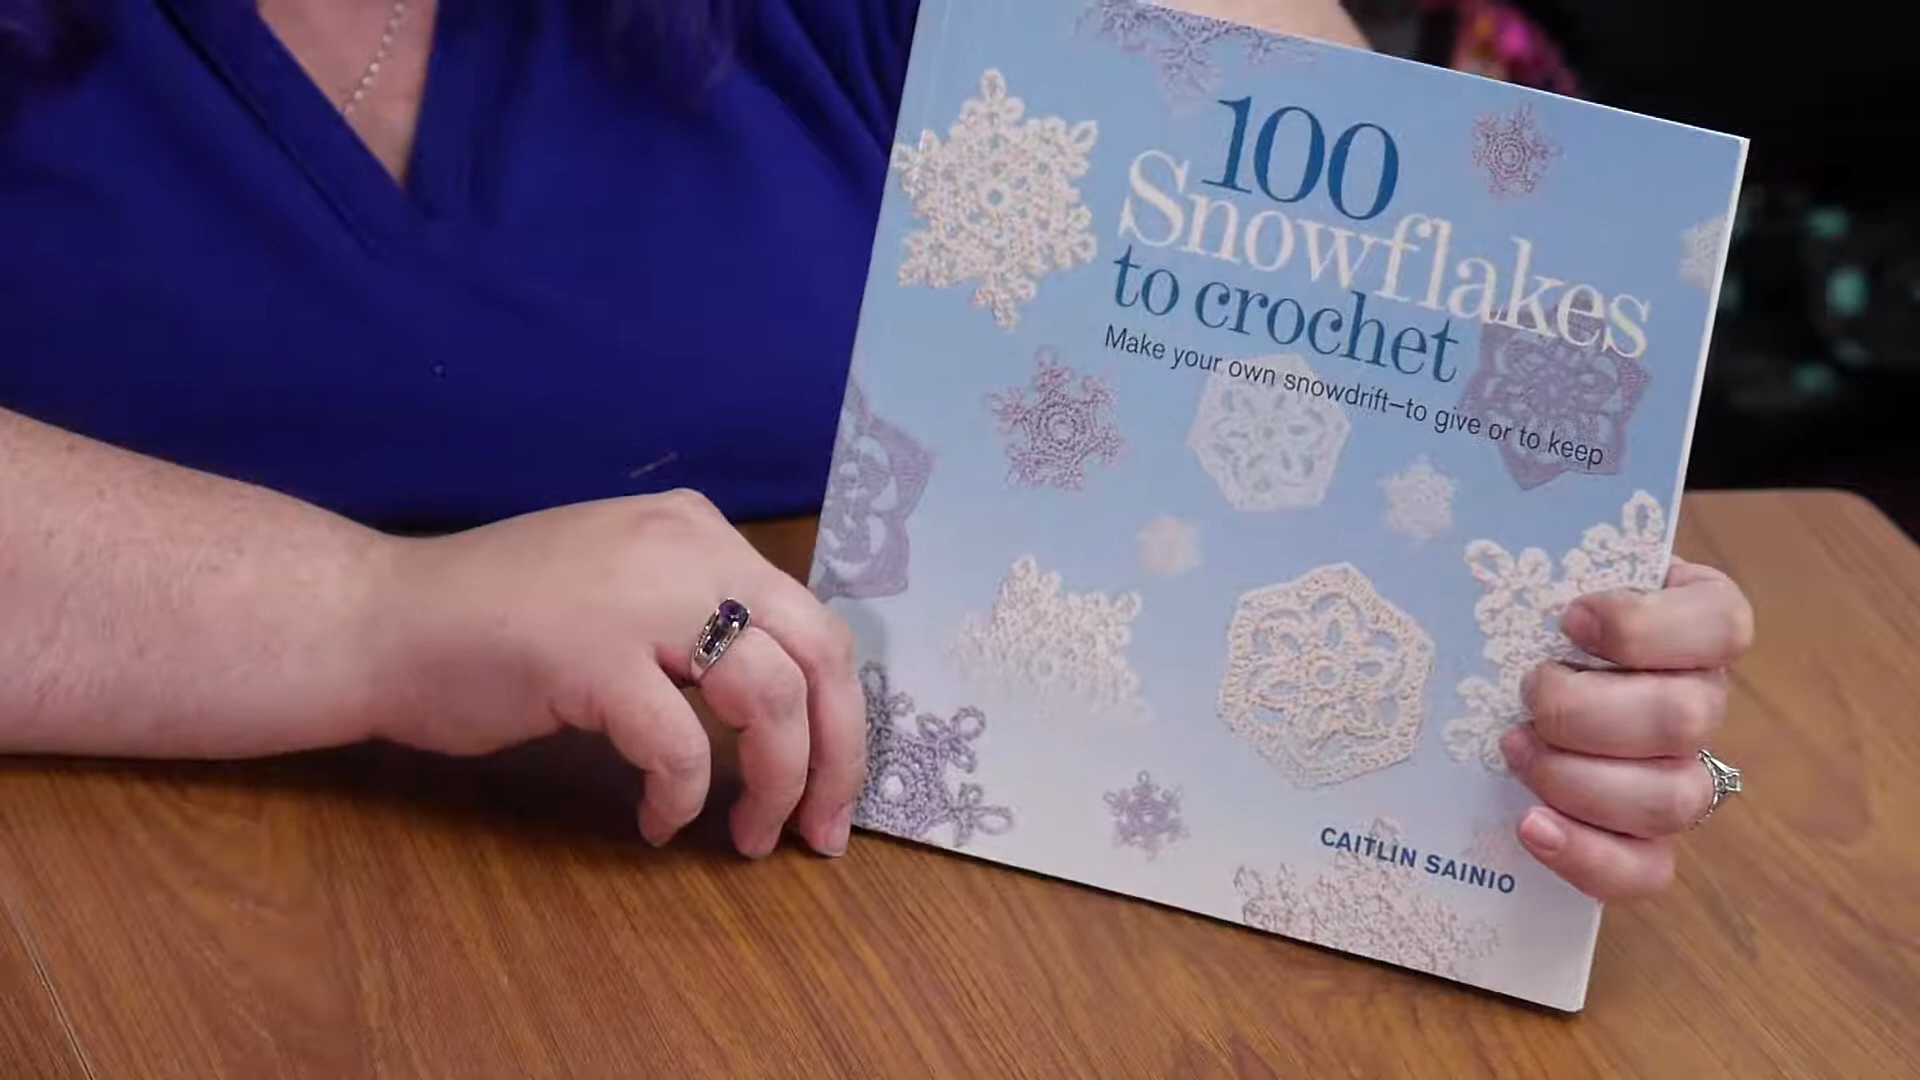 100
Snowflakes
to crochet
Make your own snowdrift–to give or to keep
CAITLIN SAINIO